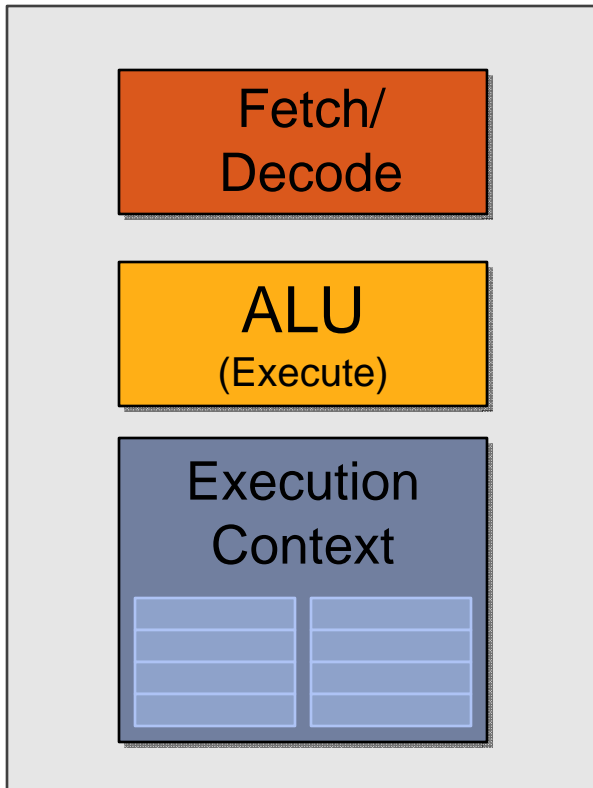 Fetch/
Decode
ALU
(Execute)
Execution
Context